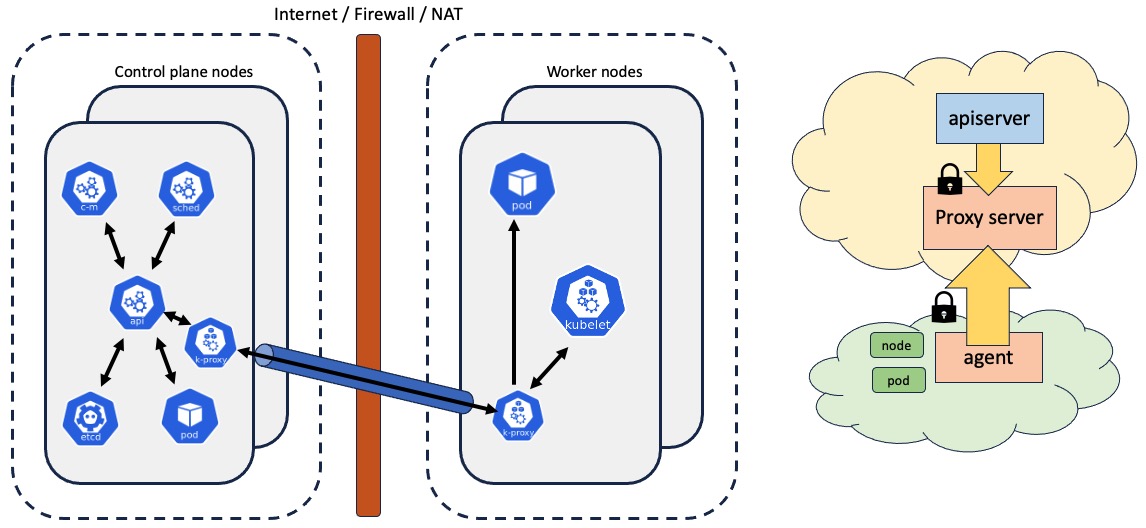 Internet / Firewall / NAT
Control plane nodes
c-m
sched
api
k-proxy
etcd
pod
Worker nodes
pod
kubelet
k-proxy
apiserver
Proxy server
agent
node
pod